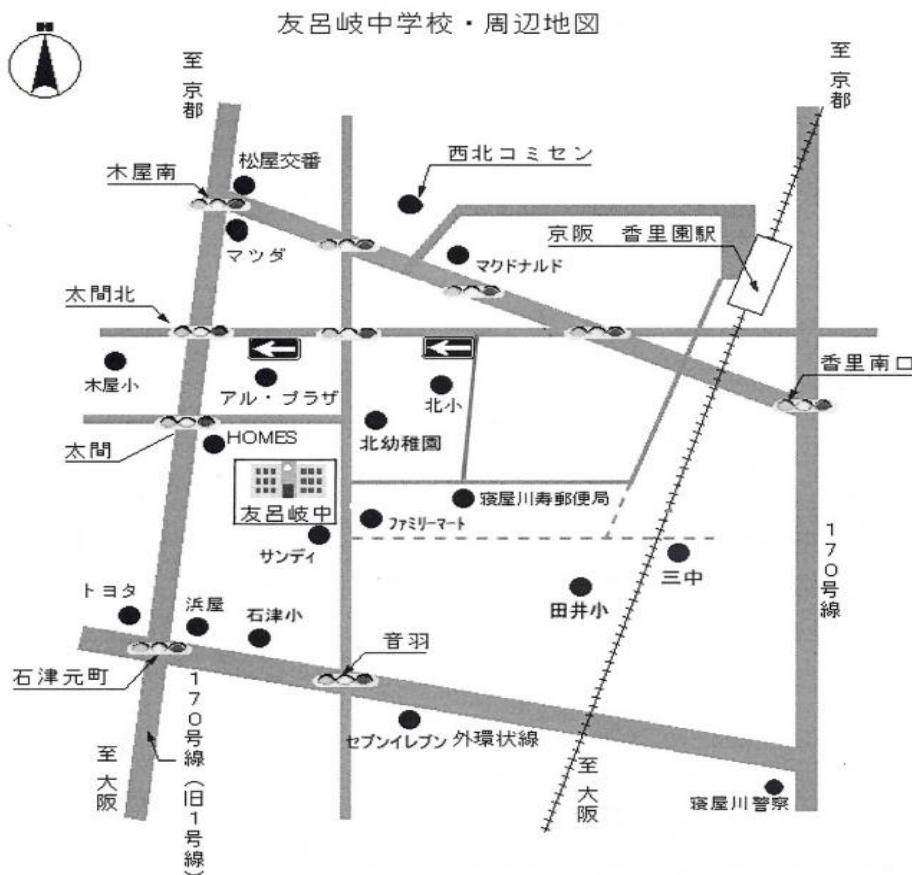 友呂岐中学校・周辺地図
至 京都
至 京都
松屋交番
西北コミセン
木屋南
マツダ
マクドナルド
京阪 香里園駅
太間北
木屋小
アル・プラザ
北小
香里南口
北幼稚園
太間
HOMES
友呂岐中
寝屋川寿郵便局
ファミリーマート
サンディ
170号線
三中
田井小
トヨタ
浜屋
石津小
音羽
石津元町
170号線(旧1号線)
セブンイレブン
外環状線
至 大阪
至 大阪
寝屋川警察